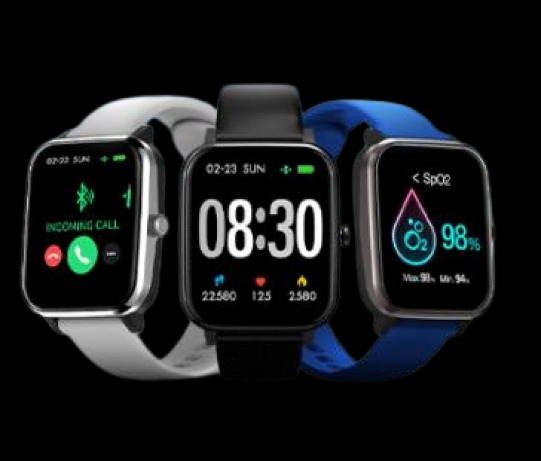 02-23 SUN
INCOMING CALL
02-23 SUN
08:30
22580 125 2580
< SpO2
O2 98%
Max.98% Min.94%